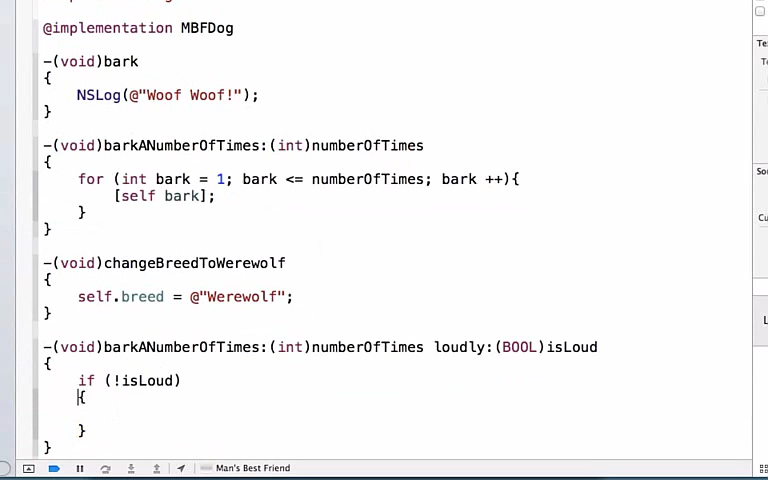 @implementation MBFDog
-(void)bark
{
NSLog(@"Woof Woof!");
}
-(void)barkANumberOfTimes:(int)numberOfTimes
{
for (int bark = 1; bark <= numberOfTimes; bark ++){
[self bark];
}
}
-(void)changeBreedToWerewolf
{
self.breed = @"Werewolf";
}
-(void)barkANumberOfTimes:(int)numberOfTimes loudly:(BOOL)isLoud
{
if (!isLoud)
{
}
}
Man's Best Friend